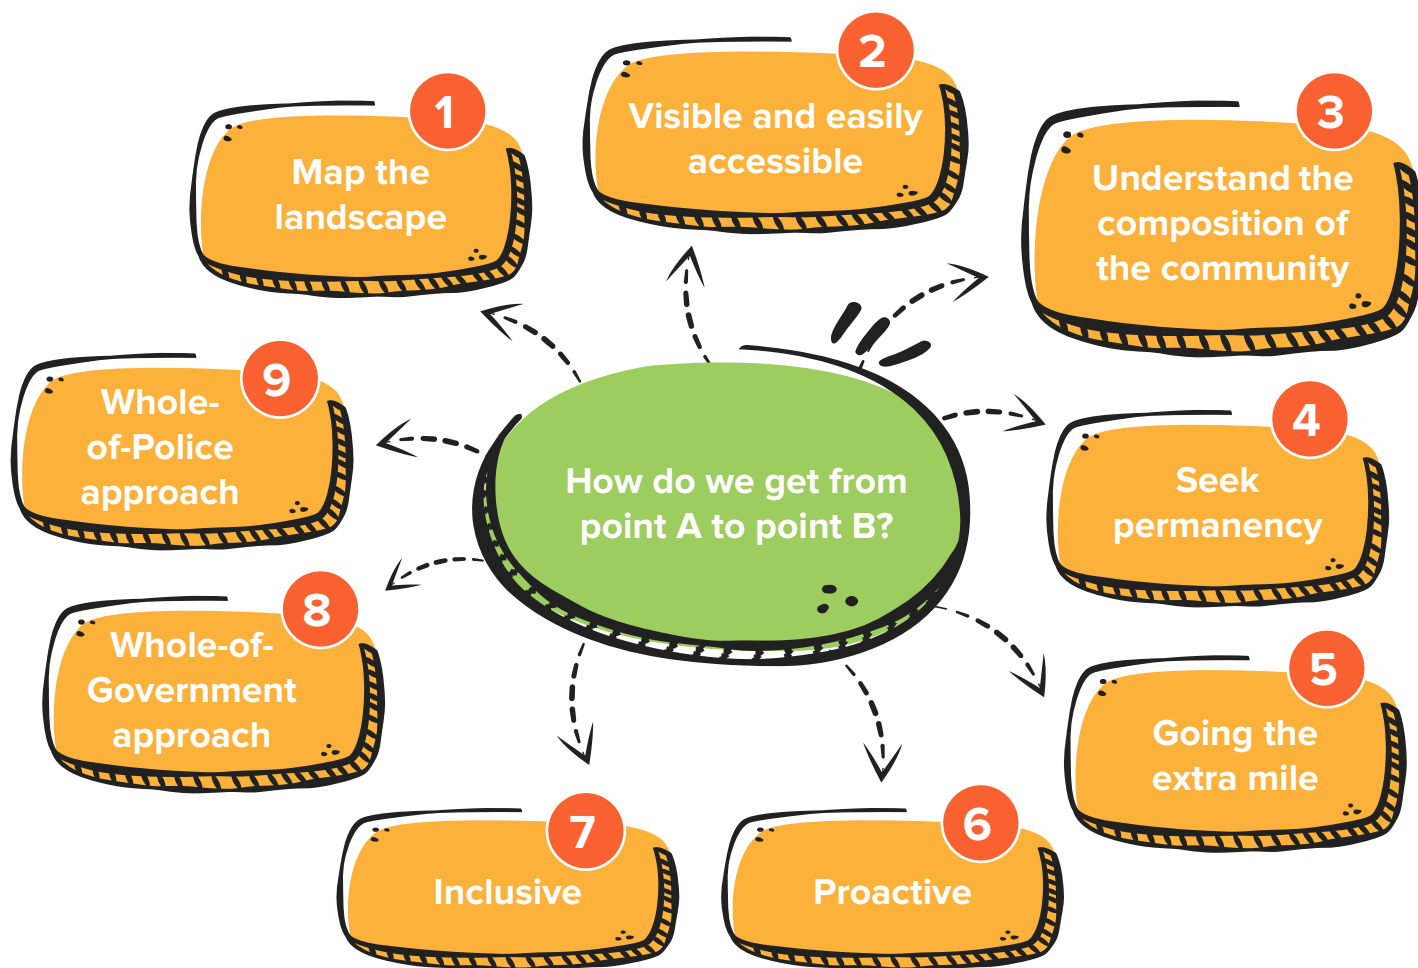 How do we get from
point A to point B?
1
Map the
landscape
2
Visible and easily
accessible
3
Understand the
composition of
the community
4
Seek
permanency
5
Going the
extra mile
6
Proactive
7
Inclusive
8
Whole-of-
Government
approach
9
Whole-
of-Police
approach